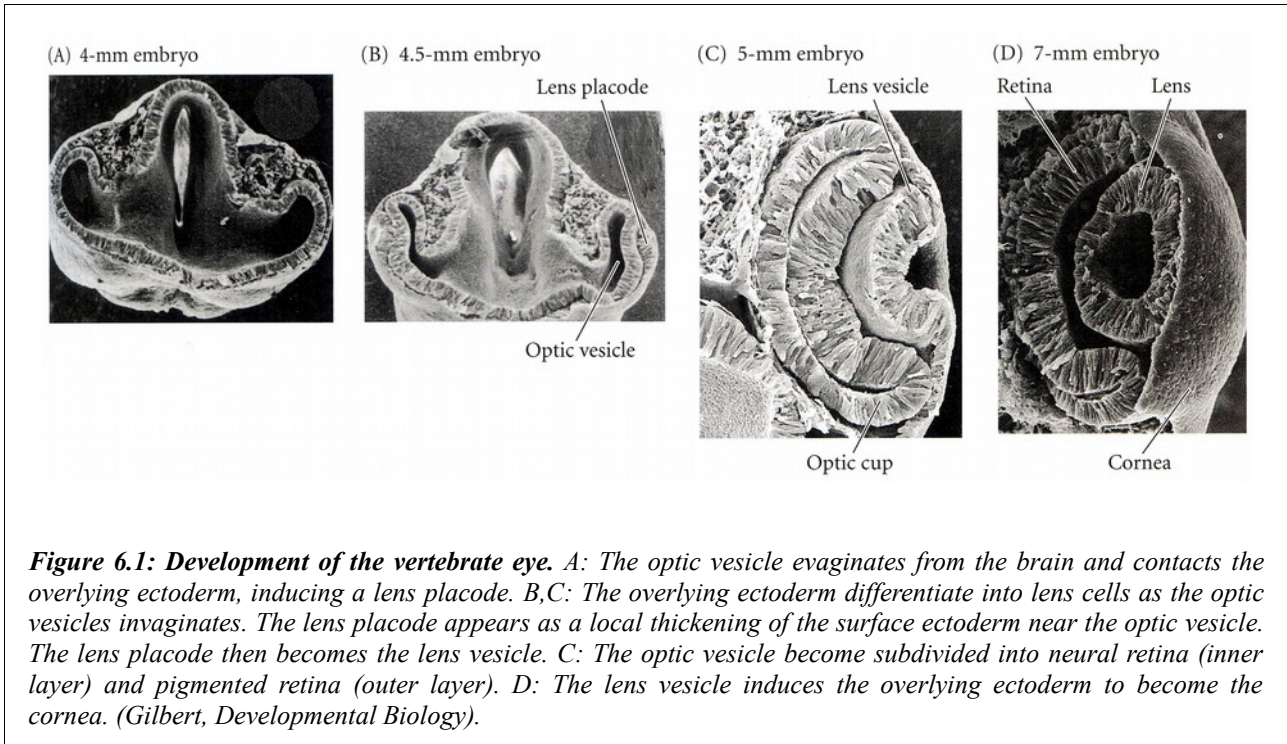 (A) 4-mm embryo
(B) 4.5-mm embryo
(C) 5-mm embryo
(D) 7-mm embryo
Lens placode
Lens vesicle
Retina
Lens
Optic vesicle
Optic cup
Cornea
Figure 6.1: Development of the vertebrate eye. A: The optic vesicle evaginates from the brain and contacts the
overlying ectoderm, inducing a lens placode. B,C: The overlying ectoderm differentiate into lens cells as the optic
vesicles invaginates. The lens placode appears as a local thickening of the surface ectoderm near the optic vesicle.
The lens placode then becomes the lens vesicle. C: The optic vesicle become subdivided into neural retina (inner
layer) and pigmented retina (outer layer). D: The lens vesicle induces the overlying ectoderm to become the
cornea. (Gilbert, Developmental Biology).